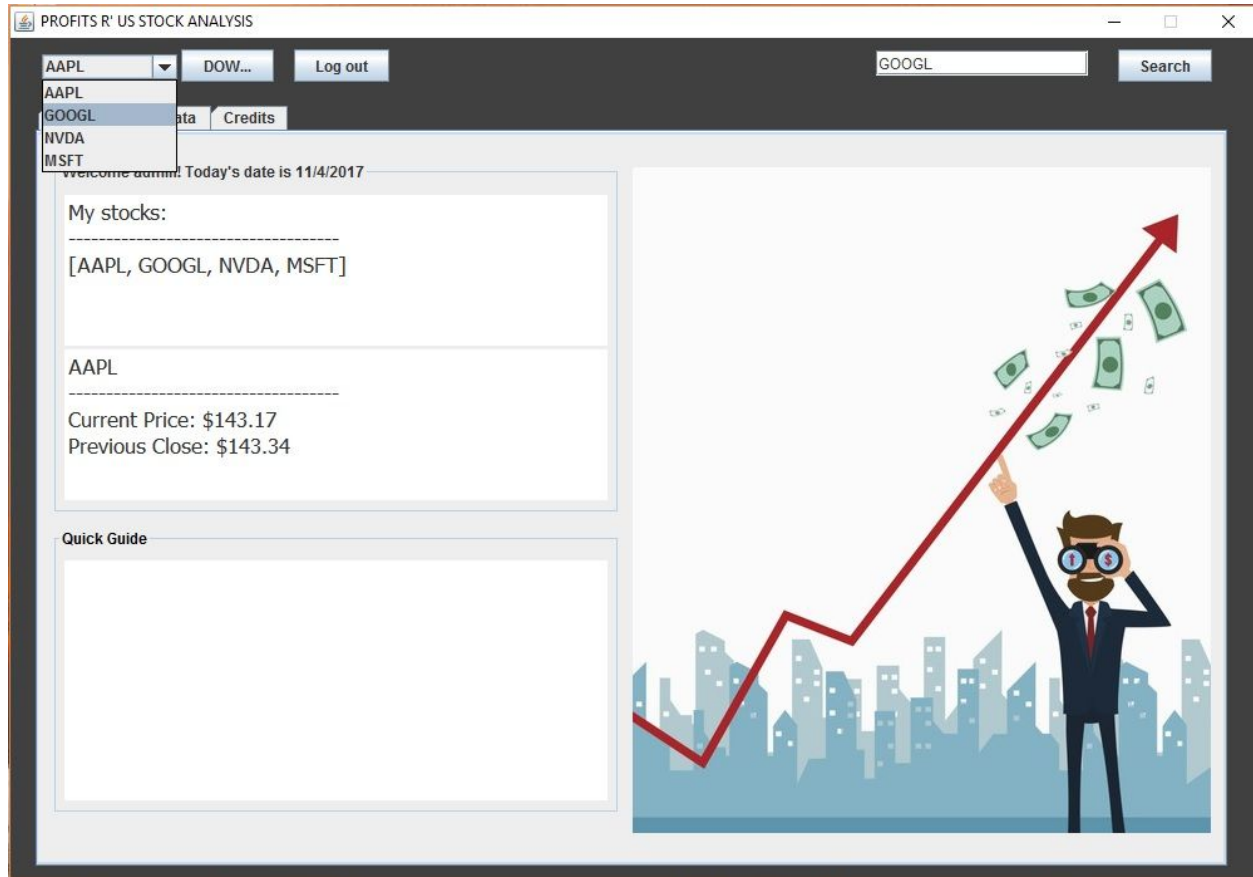 PROFITS R' US STOCK ANALYSIS
AAPL DOW... Log out GOOGL Search
AAPL
GOOGL
NVDA
MSFT
ata Credits
Welcome admin! Today's date is 11/4/2017
My stocks:
-----------------------------------
[AAPL, GOOGL, NVDA, MSFT]
AAPL
-----------------------------------
Current Price: $143.17
Previous Close: $143.34
Quick Guide
$